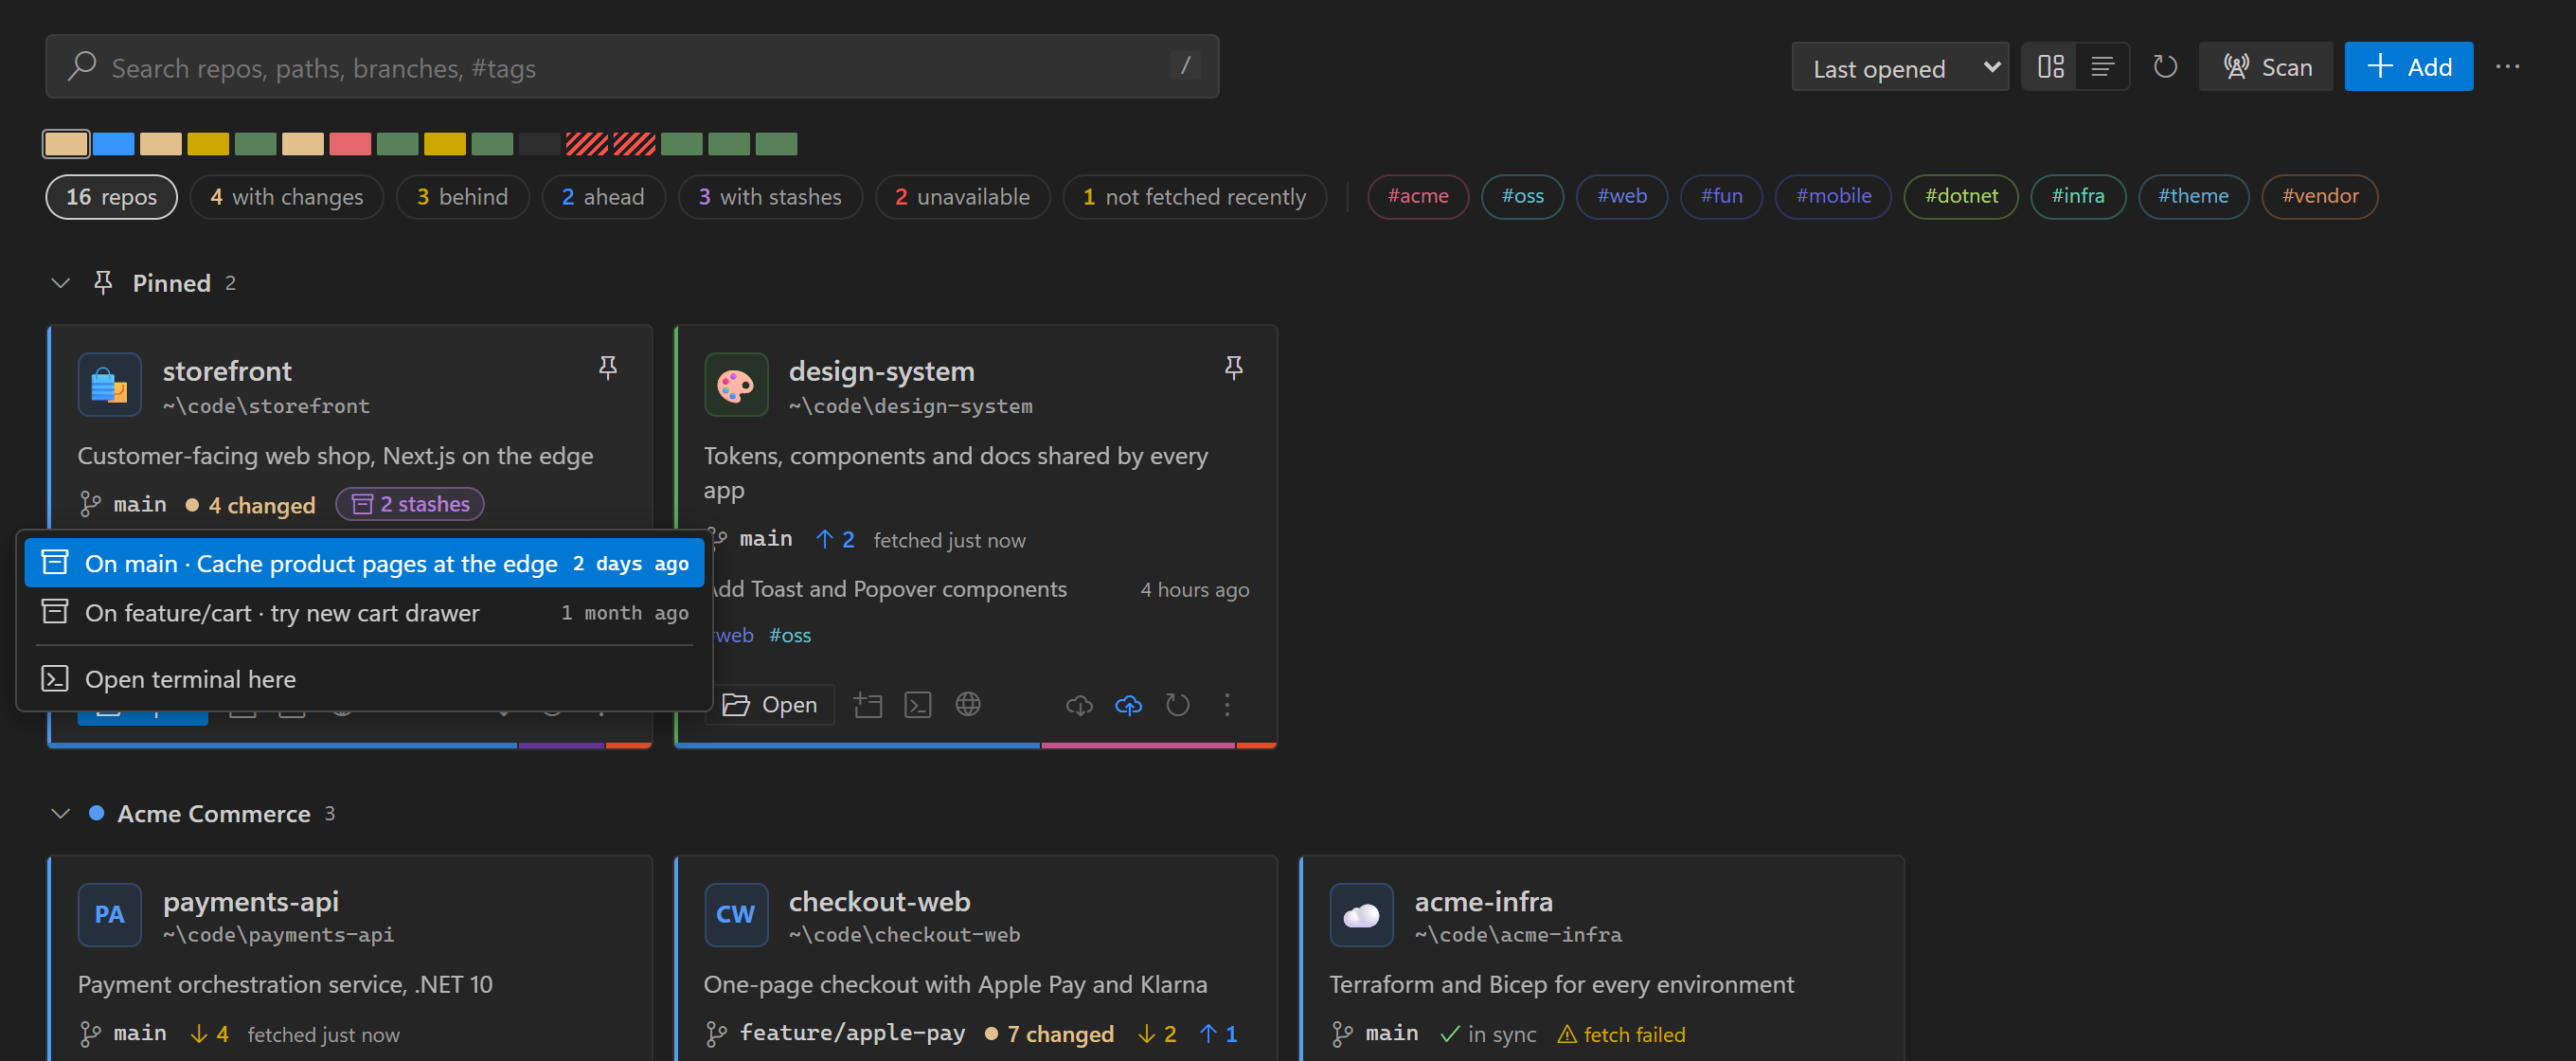 Search repos, paths, branches, #tags /
Last opened
Scan
Add
16 repos 4 with changes 3 behind 2 ahead 3 with stashes 2 unavailable 1 not fetched recently #acme #oss #web #fun #mobile #dotnet #infra #theme #vendor
Pinned 2
storefront
~\code\storefront
Customer-facing web shop, Next.js on the edge
main 4 changed 2 stashes
On main · Cache product pages at the edge 2 days ago
On feature/cart · try new cart drawer 1 month ago
Open terminal here
design-system
~\code\design-system
Tokens, components and docs shared by every
app
main ↑ 2 fetched just now
Toast and Popover components 4 hours ago
web #oss
Open
Acme Commerce 3
PA payments-api
~\code\payments-api
Payment orchestration service, .NET 10
main ↓ 4 fetched just now
CW checkout-web
~\code\checkout-web
One-page checkout with Apple Pay and Klarna
feature/apple-pay 7 changed ↓ 2 ↑ 1
acme-infra
~\code\acme-infra
Terraform and Bicep for every environment
main in sync fetch failed